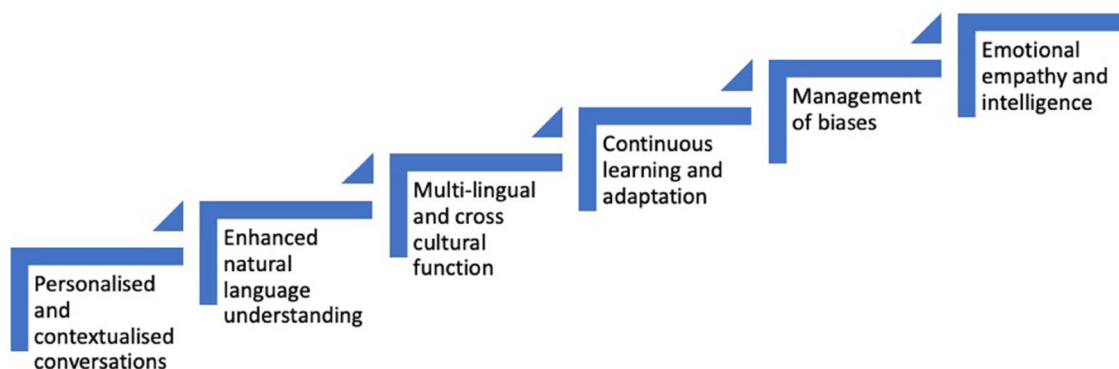 Personalised
and
contextualised
conversations
Enhanced
natural
language
understanding
Multi-lingual
and cross
cultural
function
Continuous
learning and
adaptation
Management
of biases
Emotional
empathy and
intelligence